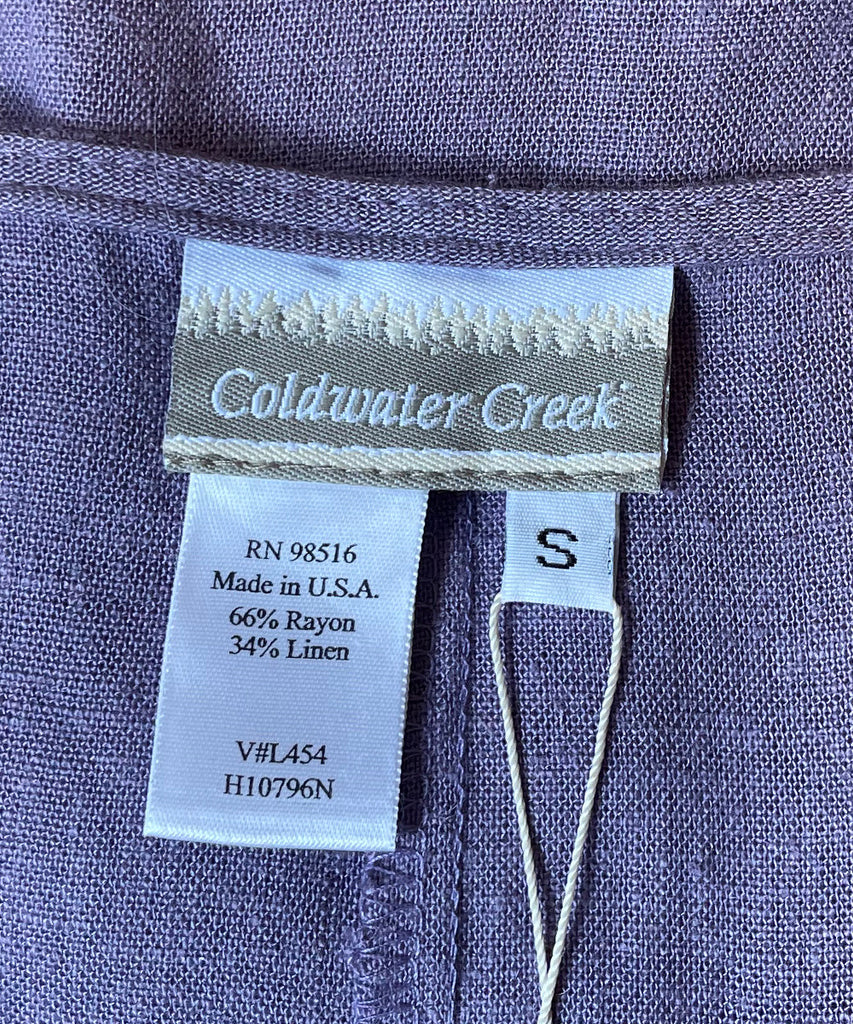 Coldwater Creek
S
RN 98516
Made in U.S.A.
66% Rayon
34% Linen
V#L454
H10796N